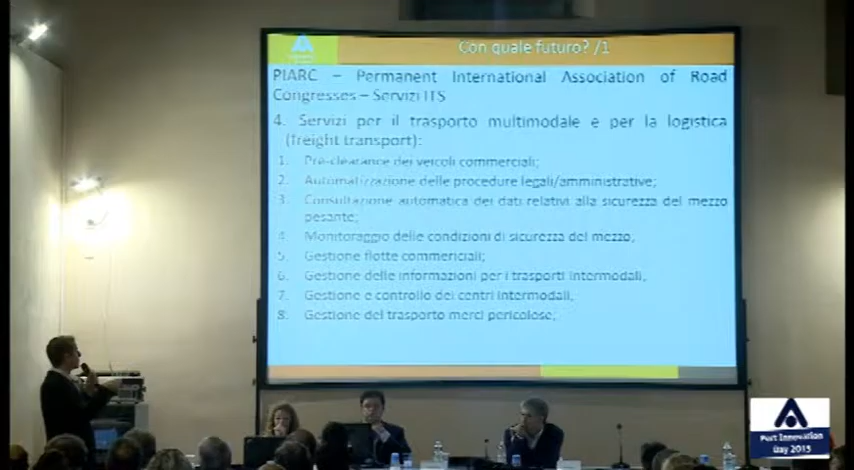 Con quale futuro? /1
PIARC – Permanent International Association of Road
Congresses – Servizi ITS
4. Servizi per il trasporto multimodale e per la logistica
(freight transport):
1. Pre-clearance dei veicoli commerciali;
2. Automatizzazione delle procedure legali/amministrative;
3. Consultazione automatica dei dati relativi alla sicurezza del mezzo
pesante;
4. Monitoraggio delle condizioni di sicurezza del mezzo;
5. Gestione flotte commerciali;
6. Gestione delle informazioni per i trasporti intermodali;
7. Gestione e controllo dei centri intermodali;
8. Gestione del trasporto merci pericolose;
Port Innovation
Day 2015